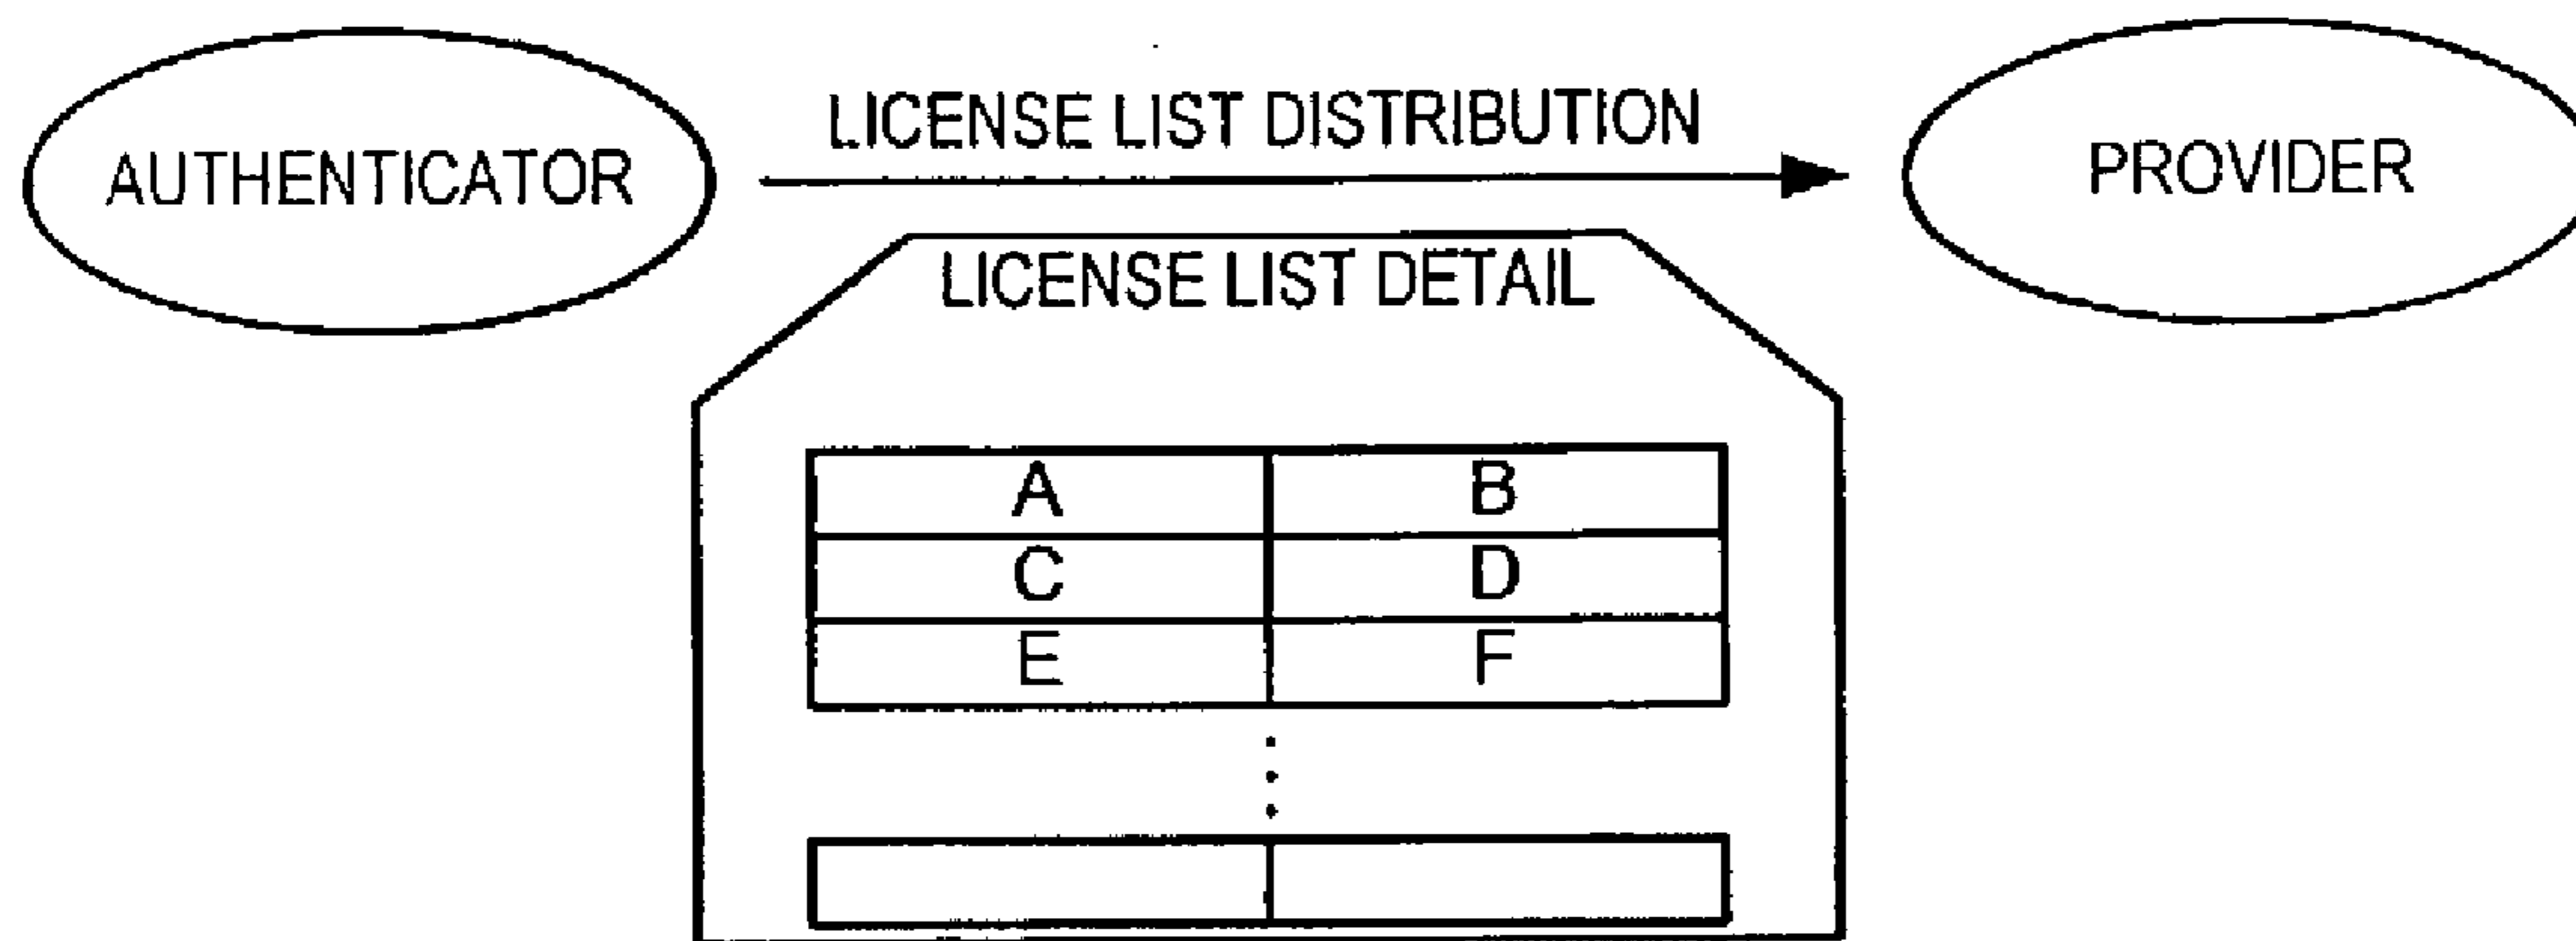 AUTHENTICATOR
LICENSE LIST DISTRIBUTION
PROVIDER
LICENSE LIST DETAIL
A B
C D
E F